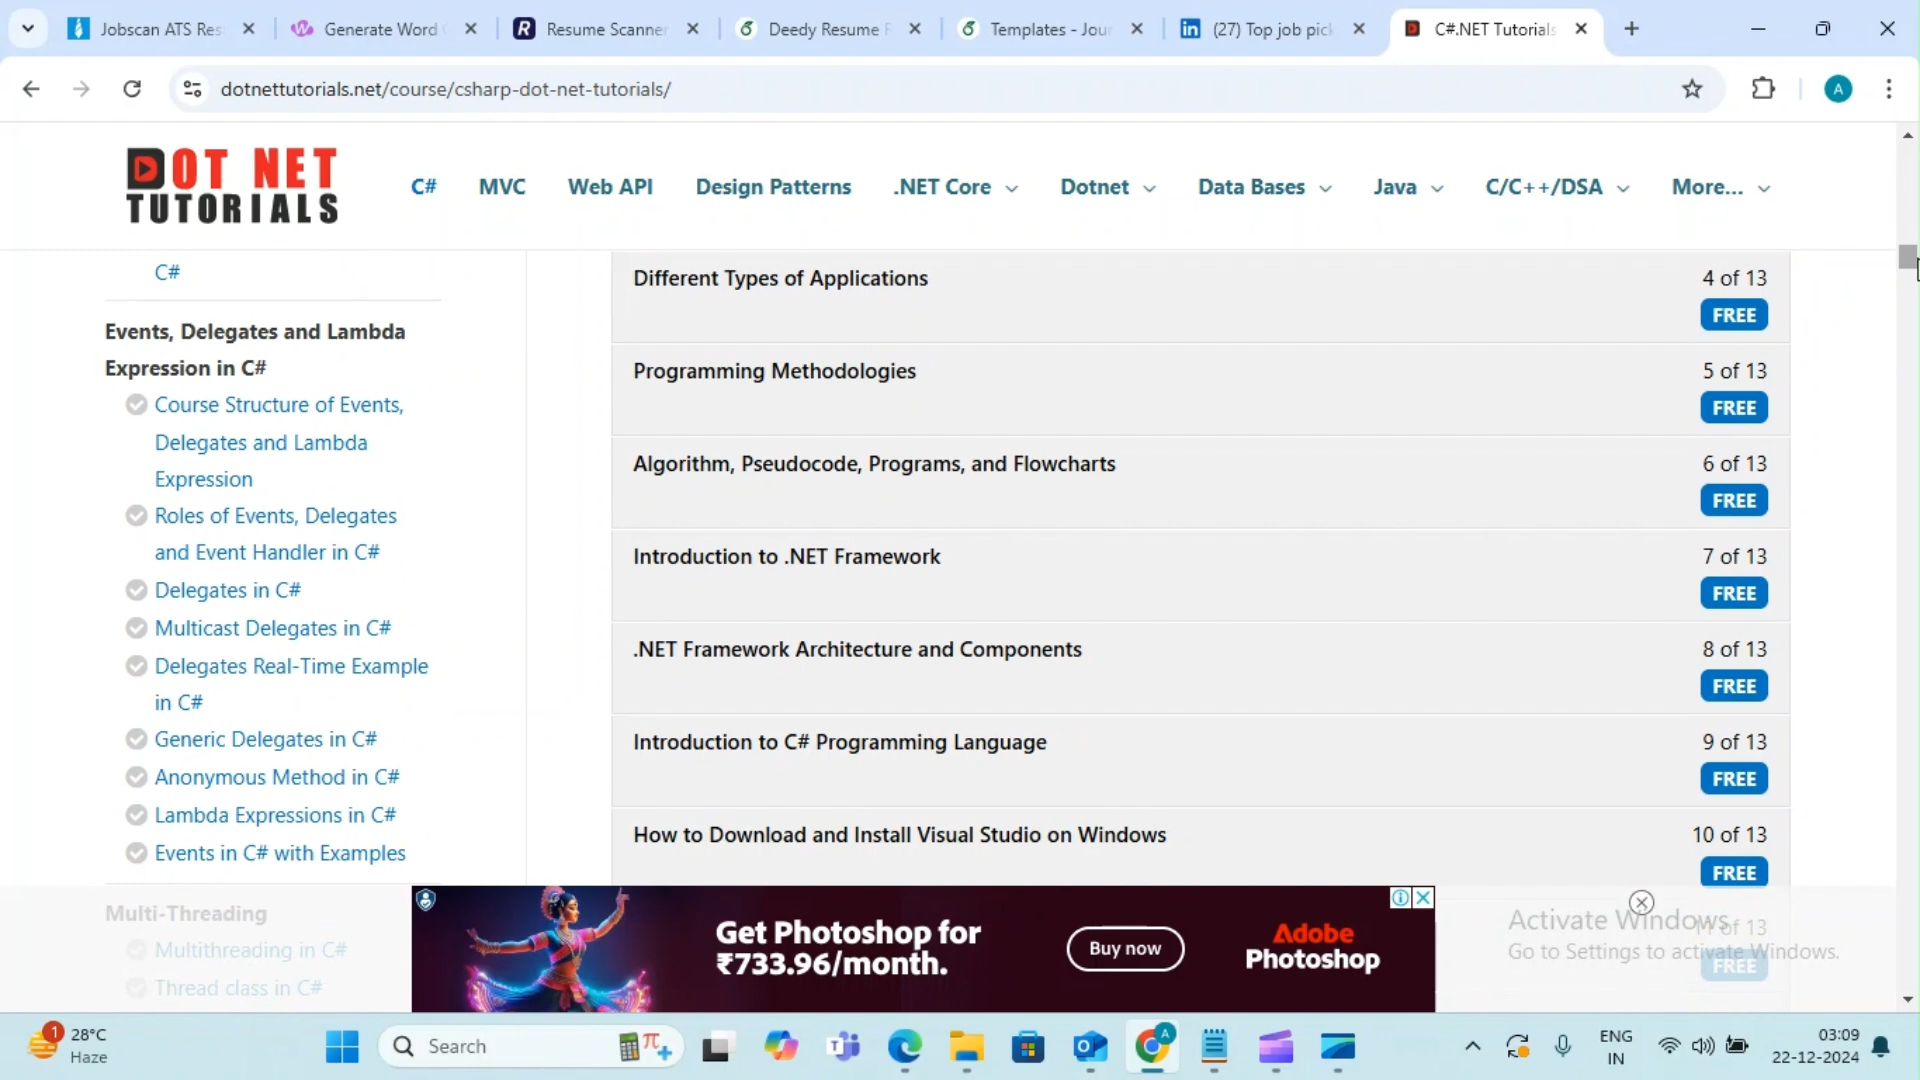 Jobscan ATS Res
Generate Word
Resume Scanner
Deedy Resume
Templates - Jour
(27) Top job pick
C#.NET Tutorials
dotnettutorials.net/course/csharp-dot-net-tutorials/
A
DOT NET
TUTORIALS
C#
MVC
Web API
Design Patterns
.NET Core
Dotnet
Data Bases
Java
C/C++/DSA
More...
C#
Events, Delegates and Lambda
Expression in C#
Course Structure of Events,
Delegates and Lambda
Expression
Roles of Events, Delegates
and Event Handler in C#
Delegates in C#
Multicast Delegates in C#
Delegates Real-Time Example
in C#
Generic Delegates in C#
Anonymous Method in C#
Lambda Expressions in C#
Events in C# with Examples
Multi-Threading
Multithreading in C#
Thread class in C#
Different Types of Applications
4 of 13
FREE
Programming Methodologies
5 of 13
FREE
Algorithm, Pseudocode, Programs, and Flowcharts
6 of 13
FREE
Introduction to .NET Framework
7 of 13
FREE
.NET Framework Architecture and Components
8 of 13
FREE
Introduction to C# Programming Language
9 of 13
FREE
How to Download and Install Visual Studio on Windows
10 of 13
FREE
11 of 13
FREE
Get Photoshop for
₹733.96/month.
Buy now
Adobe
Photoshop
Activate Windows
Go to Settings to activate Windows.
1
28°C
Haze
Search
ENG
IN
03:09
22-12-2024